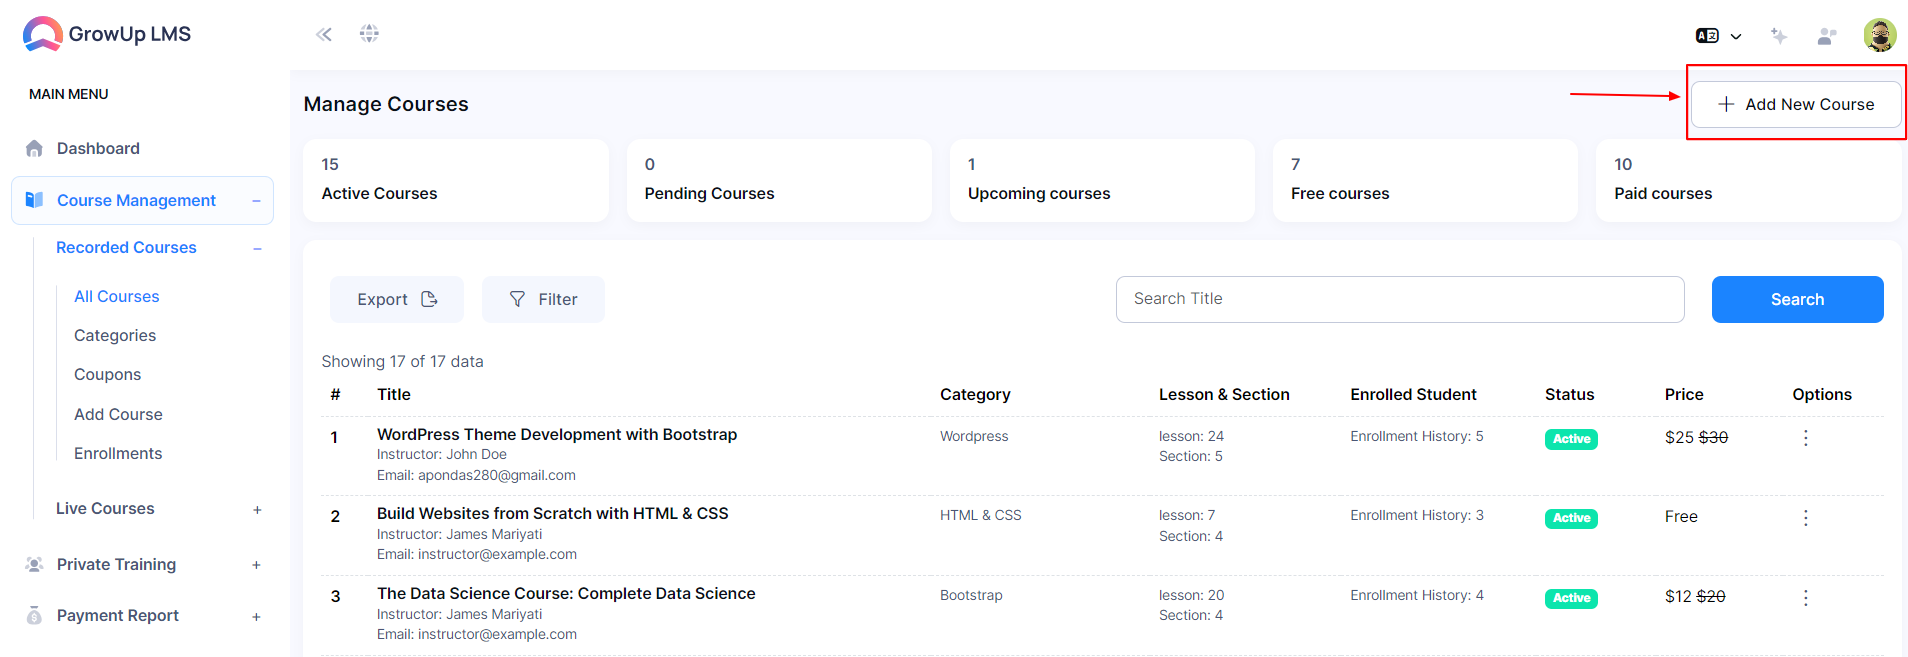 GrowUp LMS
MAIN MENU
Dashboard
Course Management −
Recorded Courses −
All Courses
Categories
Coupons
Add Course
Enrollments
Live Courses +
Private Training +
Payment Report +
Manage Courses
+ Add New Course
15
Active Courses
0
Pending Courses
1
Upcoming courses
7
Free courses
10
Paid courses
Export
Filter
Search Title
Search
Showing 17 of 17 data
# Title Category Lesson & Section Enrolled Student Status Price Options
1 WordPress Theme Development with Bootstrap Wordpress lesson: 24 Enrollment History: 5 Active $25 $30
Instructor: John Doe Section: 5
Email: apondas280@gmail.com
2 Build Websites from Scratch with HTML & CSS HTML & CSS lesson: 7 Enrollment History: 3 Active Free
Instructor: James Mariyati Section: 4
Email: instructor@example.com
3 The Data Science Course: Complete Data Science Bootstrap lesson: 20 Enrollment History: 4 Active $12 $20
Instructor: James Mariyati Section: 4
Email: instructor@example.com